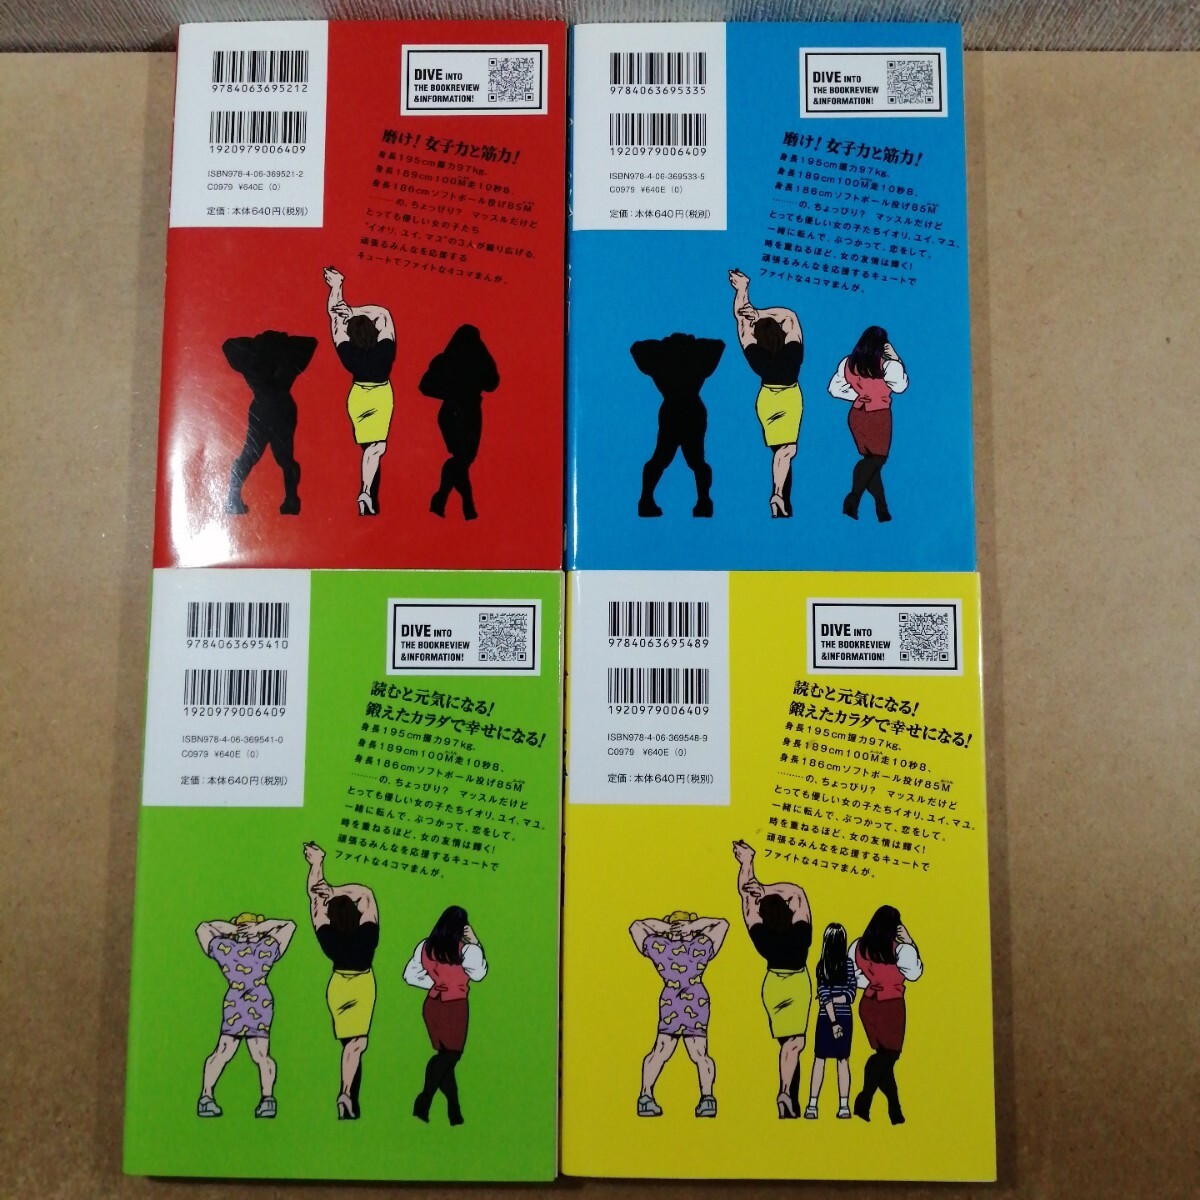 9784063695212
1920979006409
ISBN978-4-06-369521-2
C0979 ¥640E (0)
定価：本体640円(税別)
DIVE INTO
THE BOOKREVIEW
&INFORMATION!
磨け！女子力と筋力！
身長195cm握力97kg、
身長189cm100M走10秒8、
身長186cmソフトボール投げ85M
………の、ちょっぴり？ マッスルだけど
とっても優しい女の子たち
"イオリ、ユイ、マユ"の3人が繰り広げる、
頑張るみんなを応援する
キュートでファイトな4コマまんが。
9784063695335
1920979006409
ISBN978-4-06-369533-5
C0979 ¥640E (0)
定価：本体640円(税別)
DIVE INTO
THE BOOKREVIEW
&INFORMATION!
磨け！女子力と筋力！
身長195cm握力97kg、
身長189cm100M走10秒8、
身長186cmソフトボール投げ85M
………の、ちょっぴり？ マッスルだけど
とっても優しい女の子たちイオリ、ユイ、マユ。
一緒に転んで、ぶつかって、恋をして。
時を重ねるほど、女の友情は輝く！
頑張るみんなを応援するキュートで
ファイトな4コマまんが。
9784063695410
1920979006409
ISBN978-4-06-369541-0
C0979 ¥640E (0)
定価：本体640円(税別)
DIVE INTO
THE BOOKREVIEW
&INFORMATION!
読むと元気になる！
鍛えたカラダで幸せになる！
身長195cm握力97kg、
身長189cm100M走10秒8、
身長186cmソフトボール投げ85M
………の、ちょっぴり？ マッスルだけど
とっても優しい女の子たちイオリ、ユイ、マユ。
一緒に転んで、ぶつかって、恋をして。
時を重ねるほど、女の友情は輝く！
頑張るみんなを応援するキュートで
ファイトな4コマまんが。
9784063695489
1920979006409
ISBN978-4-06-369548-9
C0979 ¥640E (0)
定価：本体640円(税別)
DIVE INTO
THE BOOKREVIEW
&INFORMATION!
読むと元気になる！
鍛えたカラダで幸せになる！
身長195cm握力97kg、
身長189cm100M走10秒8、
身長186cmソフトボール投げ85M
………の、ちょっぴり？ マッスルだけど
とっても優しい女の子たちイオリ、ユイ、マユ。
一緒に転んで、ぶつかって、恋をして。
時を重ねるほど、女の友情は輝く！
頑張るみんなを応援するキュートで
ファイトな4コマまんが。